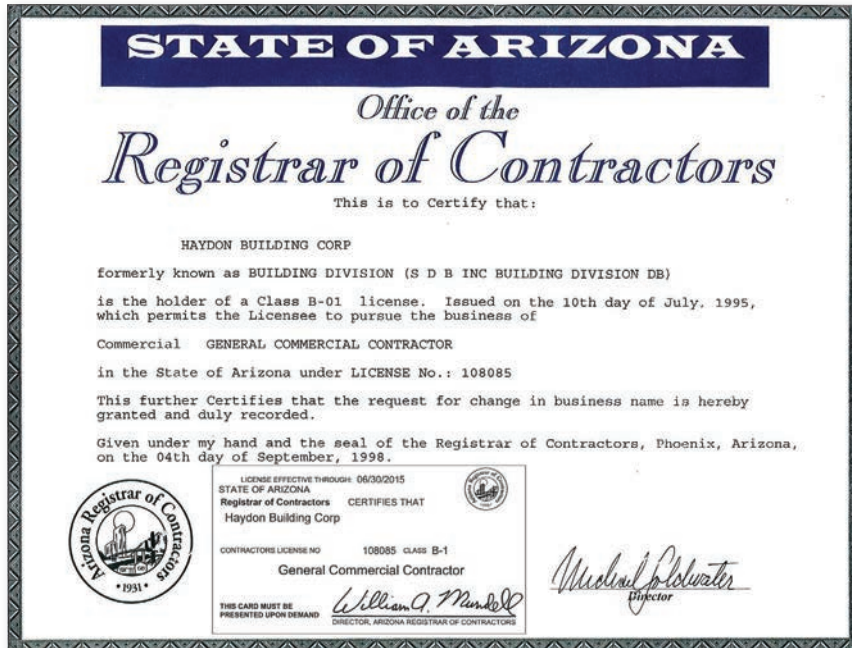 STATE OF ARIZONA
Office of the
Registrar of Contractors
This is to Certify that:
HAYDON BUILDING CORP
formerly known as BUILDING DIVISION (S D B INC BUILDING DIVISION DB)
is the holder of a Class B-01 license. Issued on the 10th day of July, 1995,
which permits the Licensee to pursue the business of
Commercial GENERAL COMMERCIAL CONTRACTOR
in the State of Arizona under LICENSE No.: 108085
This further Certifies that the request for change in business name is hereby
granted and duly recorded.
Given under my hand and the seal of the Registrar of Contractors, Phoenix, Arizona,
on the 04th day of September, 1998.
Arizona Registrar of Contractors
• 1931 •
LICENSE EFFECTIVE THROUGH: 06/30/2015
STATE OF ARIZONA
Registrar of Contractors CERTIFIES THAT
Haydon Building Corp
CONTRACTORS LICENSE NO 108085 CLASS B-1
General Commercial Contractor
THIS CARD MUST BE
PRESENTED UPON DEMAND
William A. Mundell
DIRECTOR, ARIZONA REGISTRAR OF CONTRACTORS
Michael Goldwater
Director